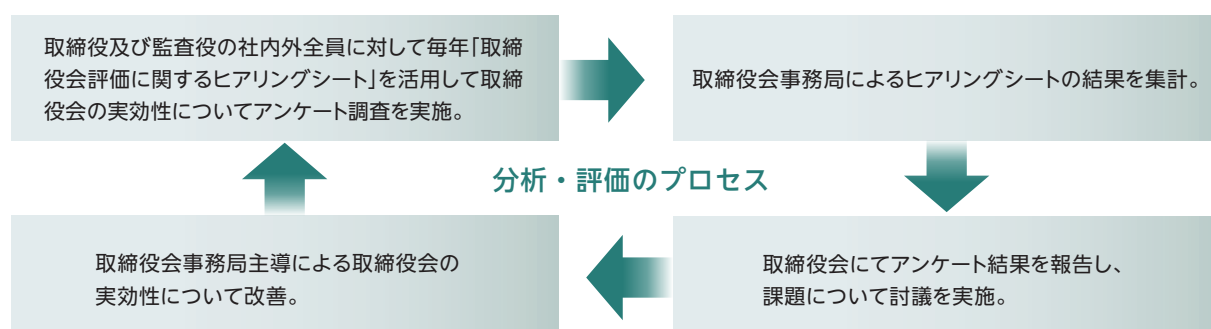 取締役及び監査役の社内外全員に対して毎年「取締
役会評価に関するヒアリングシート」を活用して取締
役会の実効性についてアンケート調査を実施。
取締役会事務局によるヒアリングシートの結果を集計。
分析・評価のプロセス
取締役会にてアンケート結果を報告し、
課題について討議を実施。
取締役会事務局主導による取締役会の
実効性について改善。